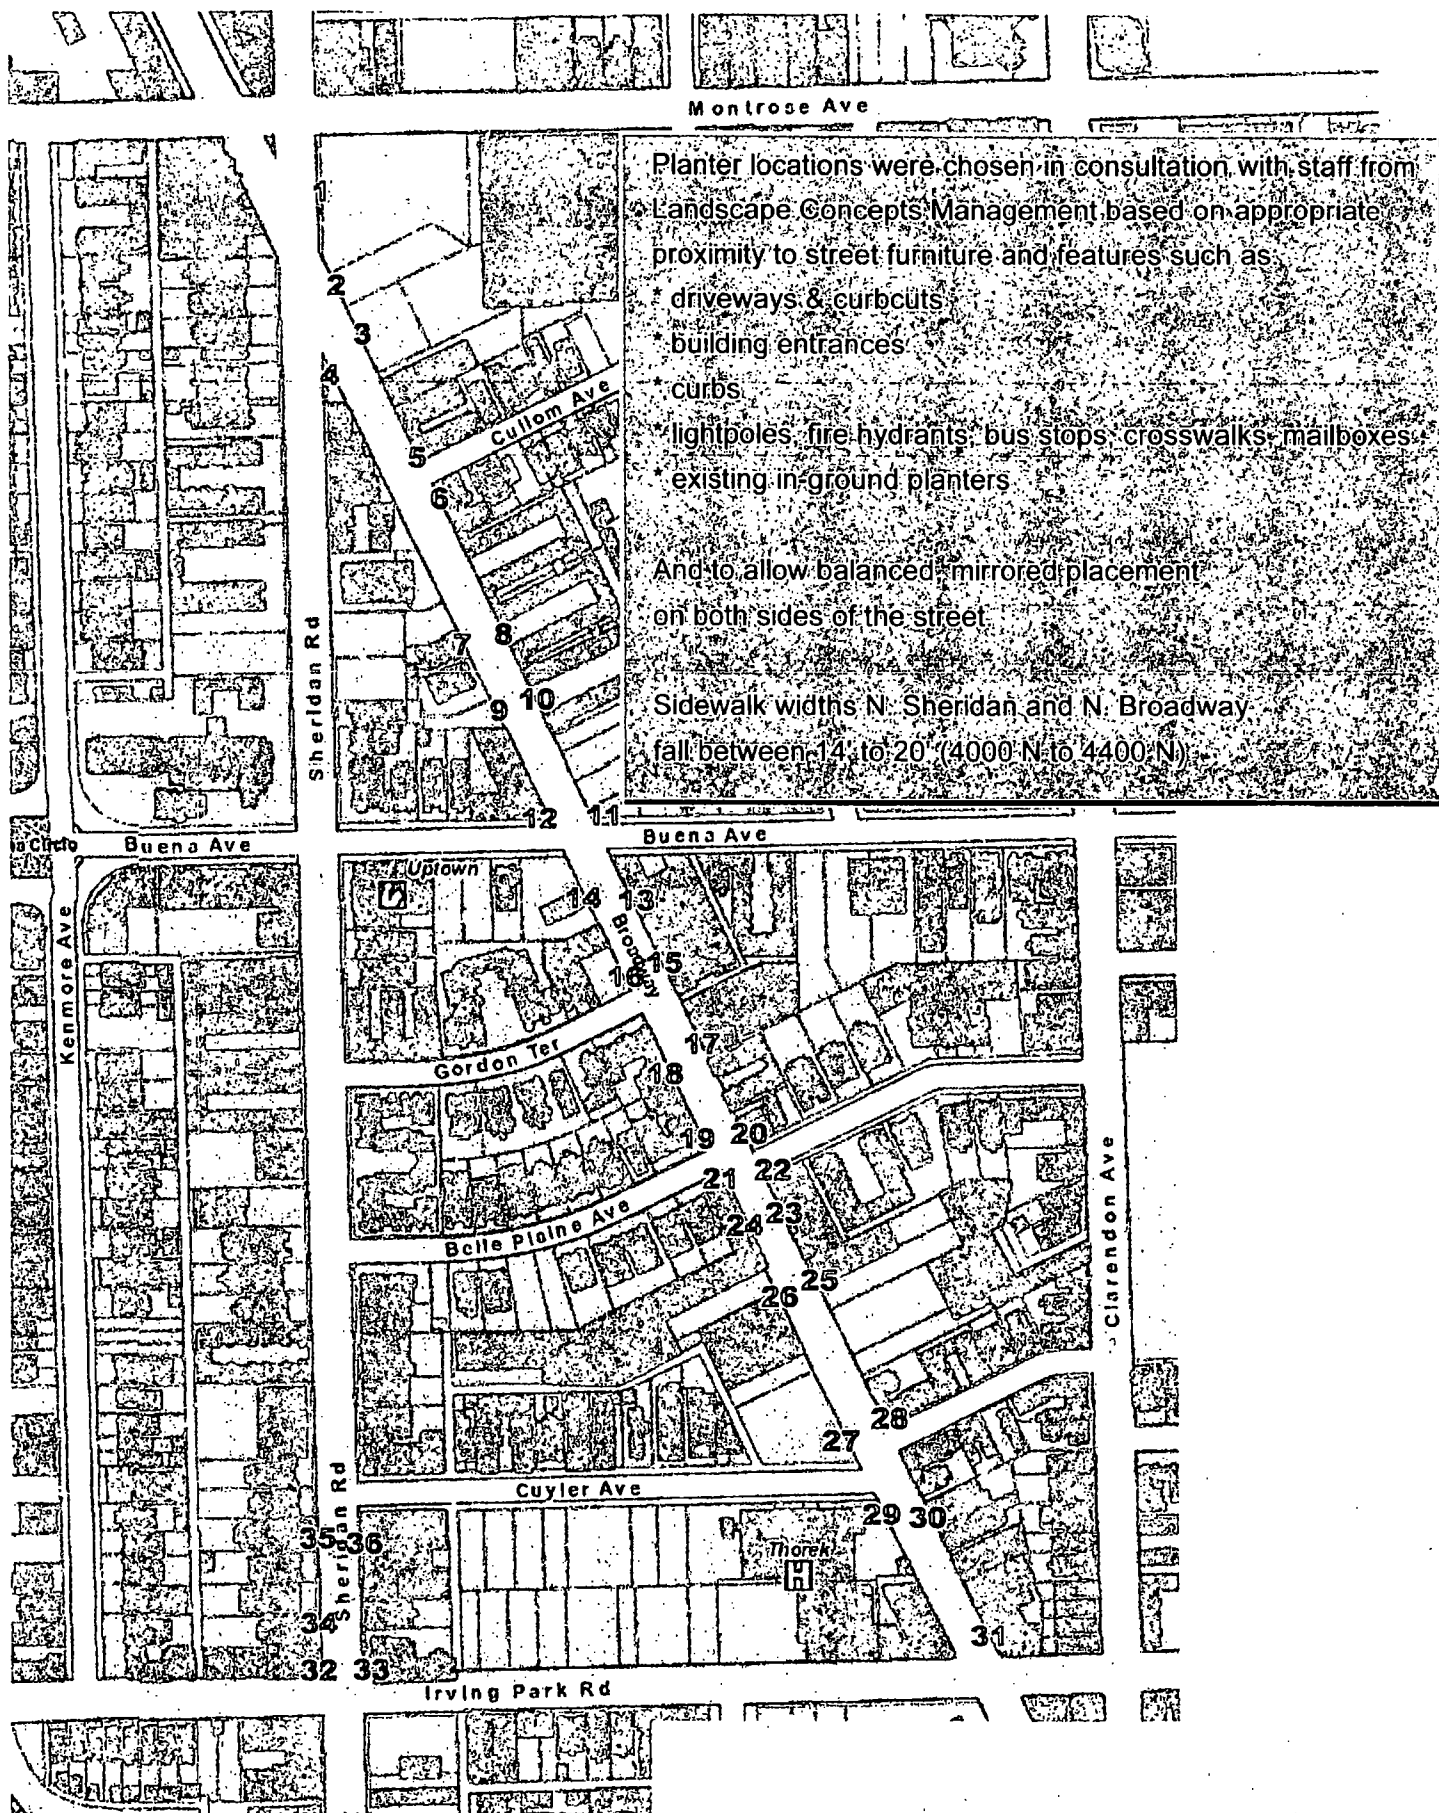 Montrose Ave
Planter locations were chosen in consultation with staff from
Landscape Concepts Management based on appropriate
proximity to street furniture and features such as
* driveways & curbcuts
* building entrances
* curbs
* lightpoles, fire hydrants, bus stops, crosswalks, mailboxes
* existing in-ground planters
And to allow balanced, mirrored placement
on both sides of the street
Sidewalk widths N. Sheridan and N. Broadway
fall between 14' to 20' (4000 N to 4400 N)
1
2
3
4
Cullom Ave
5
6
Sheridan Rd
7
8
9
10
12
11
Buena Ave
Buena Ave
Uptown
14
13
Broadway
Kenmore Ave
15
16
Gordon Ter
17
18
19
20
21
22
Belle Plaine Ave
23
24
Clarendon Ave
25
26
28
27
Cuyler Ave
29
30
Sheridan Rd
35
36
Thorek
H
34
31
32
33
Irving Park Rd